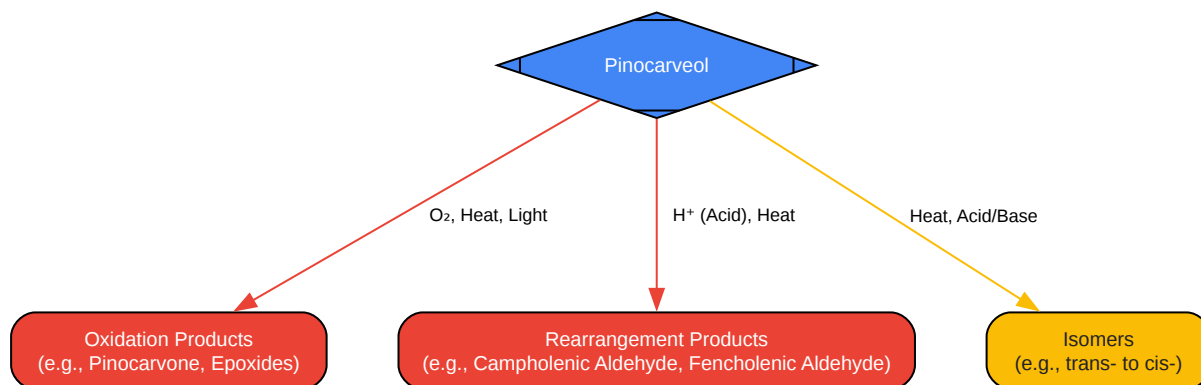 Pinocarveol
O₂, Heat, Light
H⁺ (Acid), Heat
Heat, Acid/Base
Oxidation Products
(e.g., Pinocarvone, Epoxides)
Rearrangement Products
(e.g., Campholenic Aldehyde, Fencholenic Aldehyde)
Isomers
(e.g., trans- to cis-)